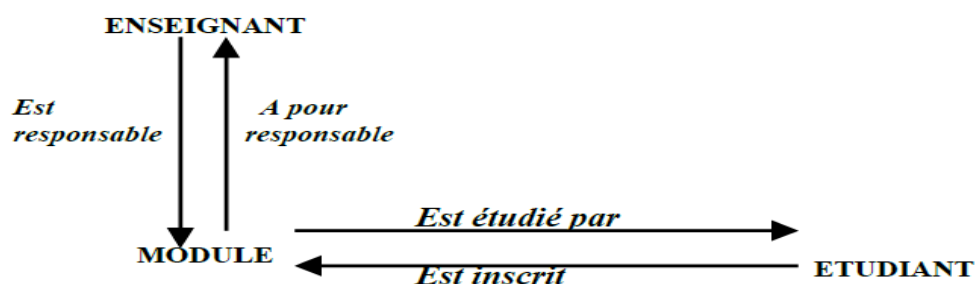 ENSEIGNANT
Est
responsable
A pour
responsable
Est étudié par
MODULE
Est inscrit
ETUDIANT